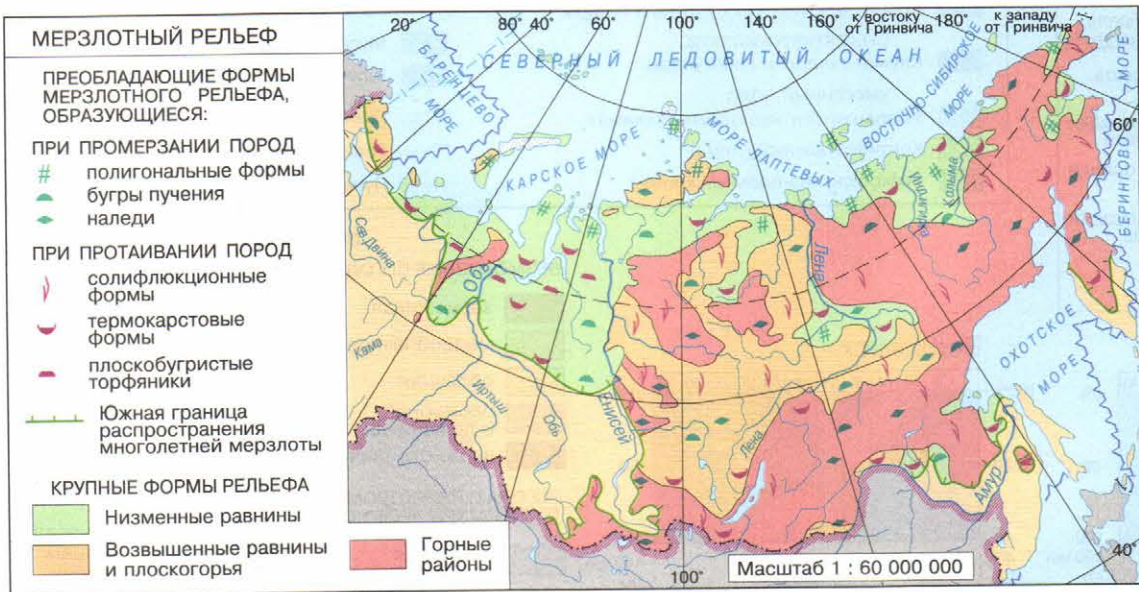 МЕРЗЛОТНЫЙ РЕЛЬЕФ
ПРЕОБЛАДАЮЩИЕ ФОРМЫ
МЕРЗЛОТНОГО РЕЛЬЕФА,
ОБРАЗУЮЩИЕСЯ:
ПРИ ПРОМЕРЗАНИИ ПОРОД
полигональные формы
бугры пучения
наледи
ПРИ ПРОТАИВАНИИ ПОРОД
солифлюкционные
формы
термокарстовые
формы
плоскобугристые
торфяники
Южная граница
распространения
многолетней мерзлоты
КРУПНЫЕ ФОРМЫ РЕЛЬЕФА
Низменные равнины
Возвышенные равнины
и плоскогорья
Горные
районы
Масштаб 1 : 60 000 000
20° 80° 40° 60° 100° 140° 160° к востоку от Гринвича 180° к западу от Гринвича
СЕВЕРНЫЙ ЛЕДОВИТЫЙ ОКЕАН
БАРЕНЦЕВО
МОРЕ
КАРСКОЕ МОРЕ
МОРЕ ЛАПТЕВЫХ
ВОСТОЧНО-СИБИРСКОЕ
МОРЕ
БЕРИНГОВО МОРЕ
60°
ОХОТСКОЕ
МОРЕ
Сев.Двина
Кама
Обь
Иртыш
Обь
Енисей
Лена
Лена
Индигирка
Колыма
Амур
100°
40°